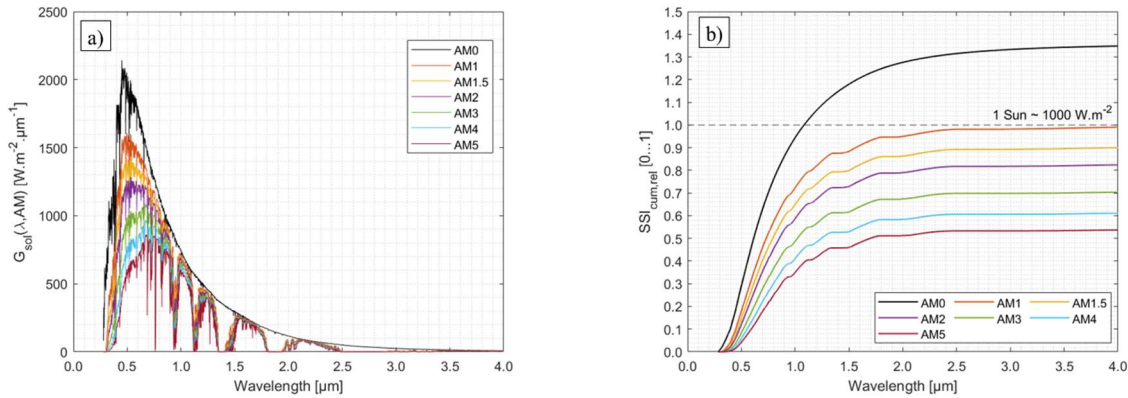 a)
2500
2000
1500
1000
500
0
G_sol(λ,AM) [W.m⁻².µm⁻¹]
0.0 0.5 1.0 1.5 2.0 2.5 3.0 3.5 4.0
Wavelength [µm]
AM0
AM1
AM1.5
AM2
AM3
AM4
AM5
b)
1.5
1.4
1.3
1.2
1.1
1.0
0.9
0.8
0.7
0.6
0.5
0.4
0.3
0.2
0.1
0.0
SSI_cum,rel [0...1]
1 Sun ~ 1000 W.m⁻²
AM0 AM1 AM1.5
AM2 AM3 AM4
AM5
0.0 0.5 1.0 1.5 2.0 2.5 3.0 3.5 4.0
Wavelength [µm]